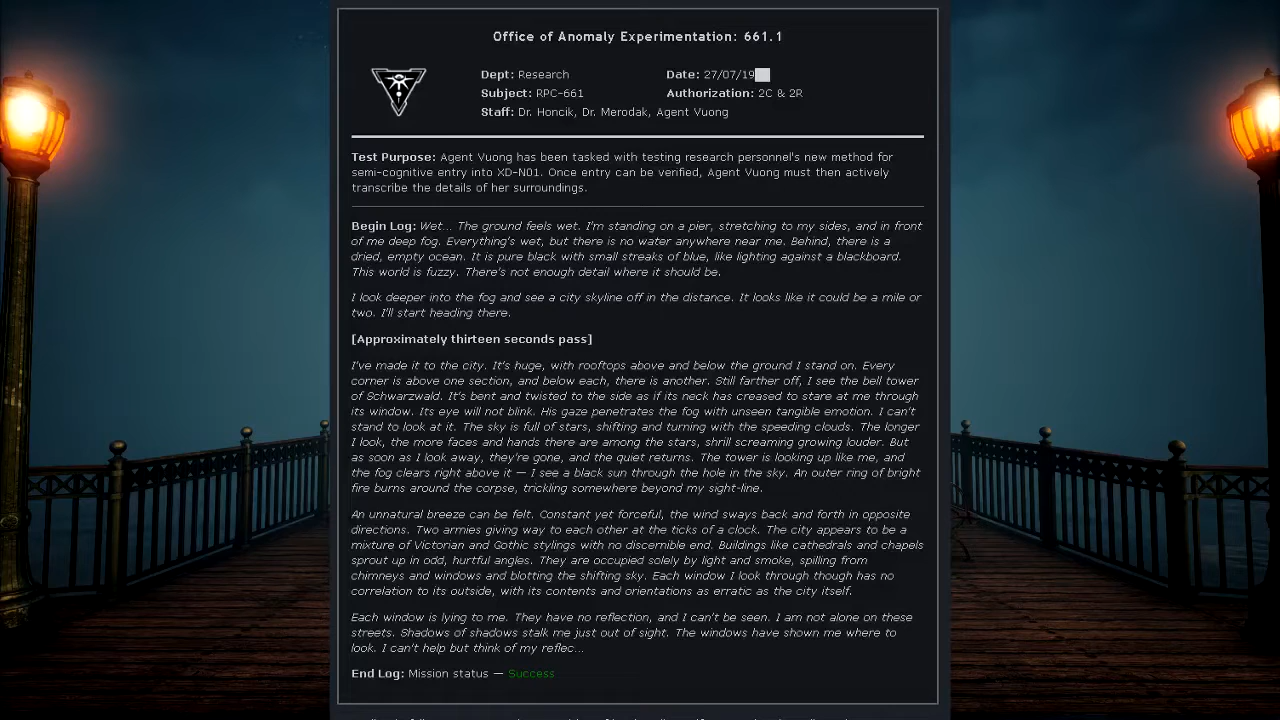 Office of Anomaly Experimentation: 661.1
Dept: Research
Date: 27/07/19
Subject: RPC-661
Authorization: 2C & 2R
Staff: Dr. Honcik, Dr. Merodak, Agent Vuong
Test Purpose: Agent Vuong has been tasked with testing research personnel's new method for
semi-cognitive entry into XD-N01. Once entry can be verified, Agent Vuong must then actively
transcribe the details of her surroundings.
Begin Log: Wet... The ground feels wet. I'm standing on a pier, stretching to my sides, and in front
of me deep fog. Everything's wet, but there is no water anywhere near me. Behind, there is a
dried, empty ocean. It is pure black with small streaks of blue, like lighting against a blackboard.
This world is fuzzy. There's not enough detail where it should be.
I look deeper into the fog and see a city skyline off in the distance. It looks like it could be a mile or
two. I'll start heading there.
[Approximately thirteen seconds pass]
I've made it to the city. It's huge, with rooftops above and below the ground I stand on. Every
corner is above one section, and below each, there is another. Still farther off, I see the bell tower
of Schwarzwald. It's bent and twisted to the side as if its neck has creased to stare at me through
its window. Its eye will not blink. His gaze penetrates the fog with unseen tangible emotion. I can't
stand to look at it. The sky is full of stars, shifting and turning with the speeding clouds. The longer
I look, the more faces and hands there are among the stars, shrill screaming growing louder. But
as soon as I look away, they're gone, and the quiet returns. The tower is looking up like me, and
the fog clears right above it — I see a black sun through the hole in the sky. An outer ring of bright
fire burns around the corpse, trickling somewhere beyond my sight-line.
An unnatural breeze can be felt. Constant yet forceful, the wind sways back and forth in opposite
directions. Two armies giving way to each other at the ticks of a clock. The city appears to be a
mixture of Victorian and Gothic stylings with no discernible end. Buildings like cathedrals and chapels
sprout up in odd, hurtful angles. They are occupied solely by light and smoke, spilling from
chimneys and windows and blotting the shifting sky. Each window I look through though has no
correlation to its outside, with its contents and orientations as erratic as the city itself.
Each window is lying to me. They have no reflection, and I can't be seen. I am not alone on these
streets. Shadows of shadows stalk me just out of sight. The windows have shown me where to
look. I can't help but think of my reflec...
End Log: Mission status — Success